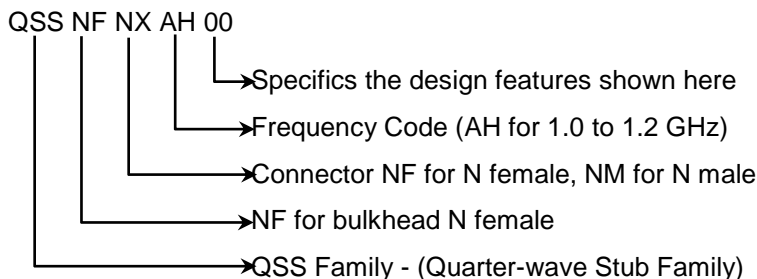 QSS NF NX AH 00
Specifics the design features shown here
Frequency Code (AH for 1.0 to 1.2 GHz)
Connector NF for N female, NM for N male
NF for bulkhead N female
QSS Family - (Quarter-wave Stub Family)